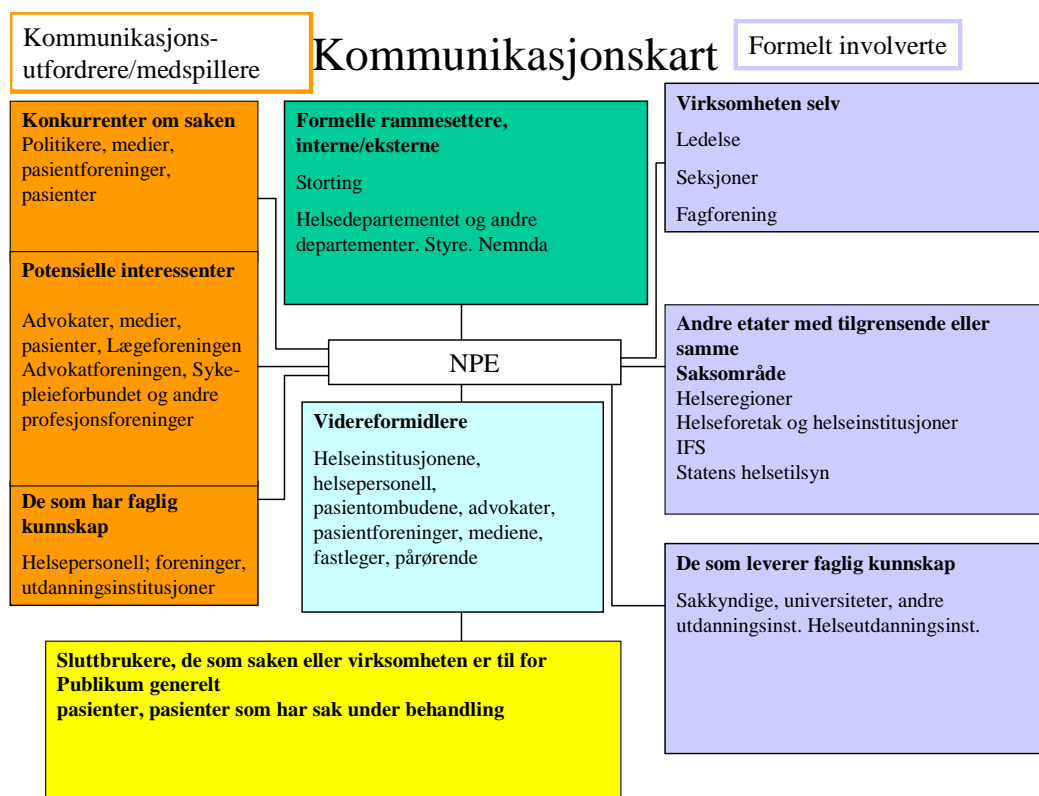 Kommunikasjons-
utfordrere/medspillere
Kommunikasjonskart
Formelt involverte
Konkurrenter om saken
Politikere, medier,
pasientforeninger,
pasienter
Potensielle interessenter
Advokater, medier,
pasienter, Lægeforeningen
Advokatforeningen, Syke-
pleieforbundet og andre
profesjonsforeninger
De som har faglig
kunnskap
Helsepersonell; foreninger,
utdanningsinstitusjoner
Formelle rammesettere,
interne/eksterne
Storting
Helsedepartementet og andre
departementer. Styre. Nemnda
NPE
Videreformidlere
Helseinstitusjonene,
helsepersonell,
pasientombudene, advokater,
pasientforeninger, mediene,
fastleger, pårørende
Sluttbrukere, de som saken eller virksomheten er til for
Publikum generelt
pasienter, pasienter som har sak under behandling
Virksomheten selv
Ledelse
Seksjoner
Fagforening
Andre etater med tilgrensende eller
samme
Saksområde
Helseregioner
Helseforetak og helseinstitusjoner
IFS
Statens helsetilsyn
De som leverer faglig kunnskap
Sakkyndige, universiteter, andre
utdanningsinst. Helseutdanningsinst.